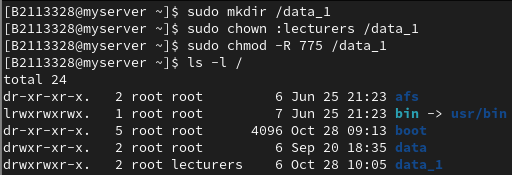 [B2113328@myserver ~]$ sudo mkdir /data_1
[B2113328@myserver ~]$ sudo chown :lecturers /data_1
[B2113328@myserver ~]$ sudo chmod -R 775 /data_1
[B2113328@myserver ~]$ ls -l /
total 24
dr-xr-xr-x.   2 root root         6 Jun 25 21:23 afs
lrwxrwxrwx.   1 root root         7 Jun 25 21:23 bin -> usr/bin
dr-xr-xr-x.   5 root root      4096 Oct 28 09:13 boot
drwxr-xr-x.   2 root root         6 Sep 20 18:35 data
drwxrwxr-x.   2 root lecturers    6 Oct 28 10:05 data_1